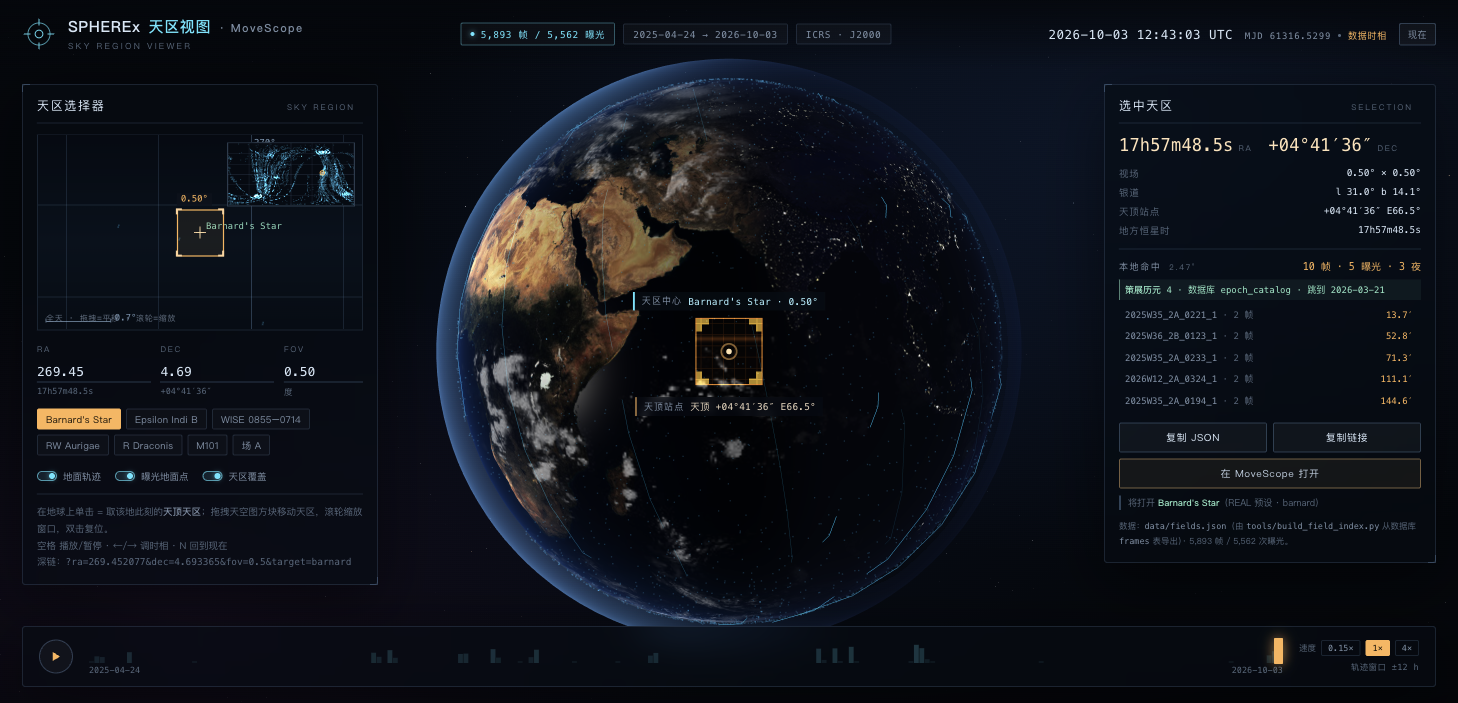 SPHEREx 天区视图 · MoveScope
SKY REGION VIEWER
5,893 帧 / 5,562 曝光
2025-04-24 → 2026-10-03
ICRS · J2000
2026-10-03 12:43:03 UTC MJD 61316.5299 • 数据时相 现在
天区选择器 SKY REGION
0.50°
Barnard's Star
0.7°
RA DEC FOV
269.45 4.69 0.50
17h57m48.5s +04°41′36″ 度
Barnard's Star Epsilon Indi B WISE 0855−0714
RW Aurigae R Draconis M101 场 A
地面轨迹 曝光地面点 天区覆盖
在地球上单击 = 取该地此刻的天顶天区; 拖拽天空图方块移动天区, 滚轮缩放
窗口, 双击复位。
空格 播放/暂停 · ←/→ 调时相 · N 回到现在
深链: ?ra=269.452077&dec=4.693365&fov=0.5&target=barnard
天区中心 Barnard's Star · 0.50°
天顶站点 天顶 +04°41′36″ E66.5°
选中天区 SELECTION
17h57m48.5s RA +04°41′36″ DEC
视场 0.50° × 0.50°
银道 l 31.0° b 14.1°
天顶站点 +04°41′36″ E66.5°
地方恒星时 17h57m48.5s
本地命中 2.47° 10 帧 · 5 曝光 · 3 夜
策展历元 4 · 数据库 epoch_catalog · 跳到 2026-03-21
2025W35_2A_0221_1 · 2 帧 13.7′
2025W36_2B_0123_1 · 2 帧 52.8′
2025W35_2A_0233_1 · 2 帧 71.3′
2026W12_2A_0324_1 · 2 帧 111.1′
2025W35_2A_0194_1 · 2 帧 144.6′
复制 JSON 复制链接
在 MoveScope 打开
将打开 Barnard's Star (REAL 预设 · barnard)
数据: data/fields.json (由 tools/build_field_index.py 从数据库
frames 表导出) · 5,893 帧 / 5,562 次曝光。
2025-04-24
2026-10-03
速度 0.15× 1× 4×
轨迹窗口 ±12 h